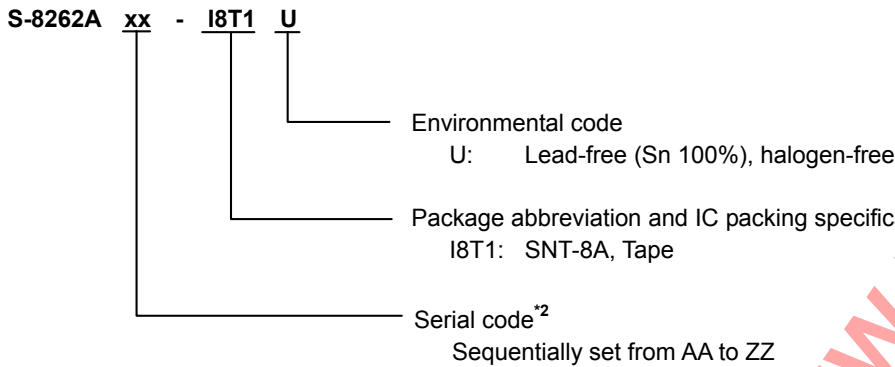 S-8262A xx - I8T1 U
Environmental code
U: Lead-free (Sn 100%), halogen-free
Package abbreviation and IC packing
I8T1: SNT-8A, Tape
Serial code*2
Sequentially set from AA to ZZ